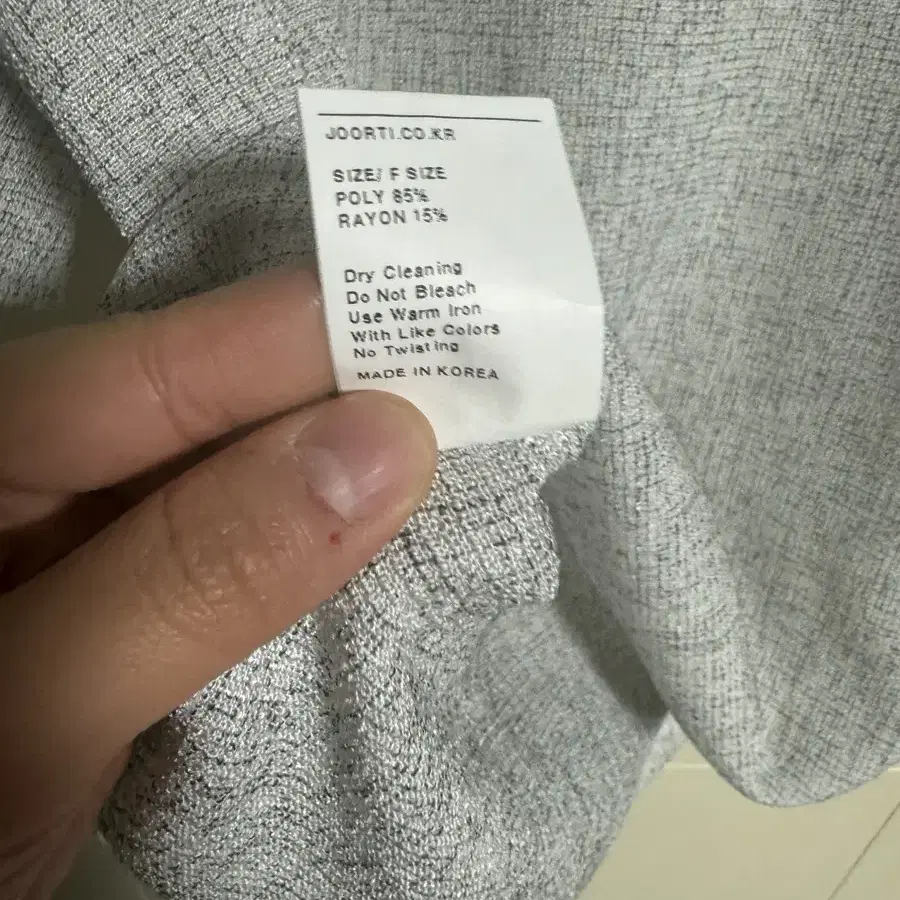 JOORTI.CO.KR
SIZE/ F SIZE
POLY 85%
RAYON 15%
Dry Cleaning
Do Not Bleach
Use Warm Iron
With Like Colors
No Twisting
MADE IN KOREA